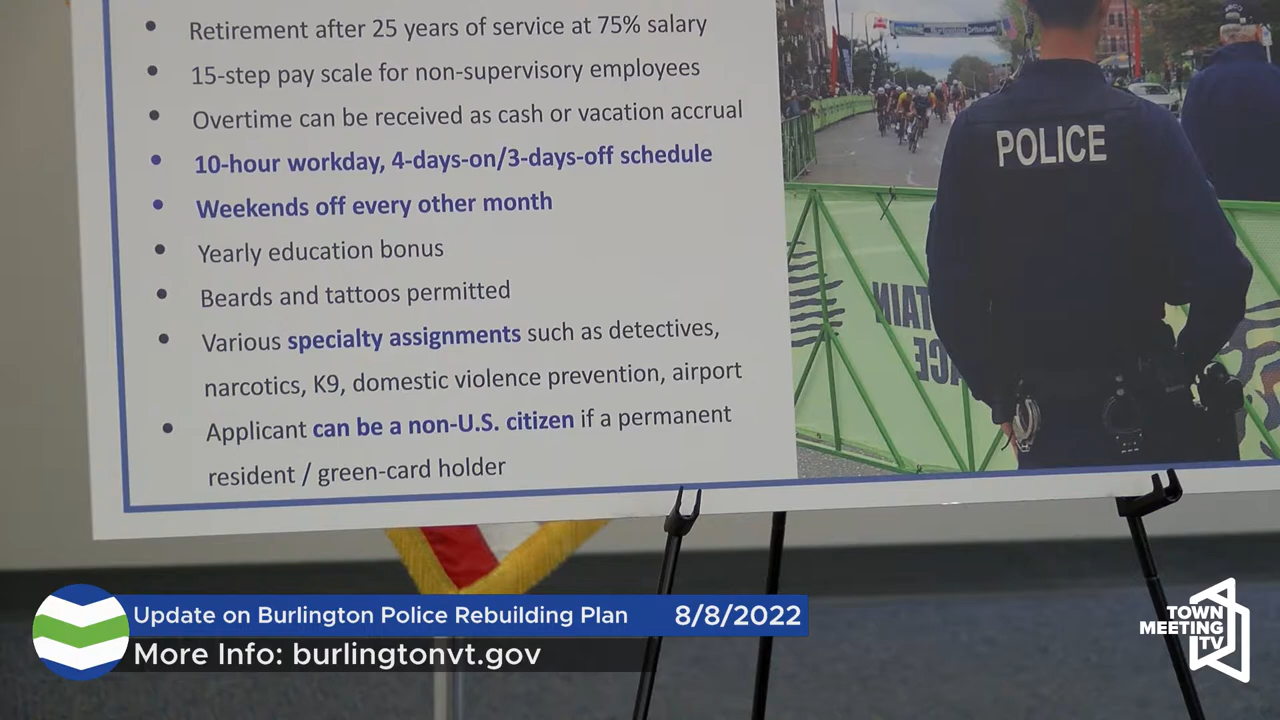 Retirement after 25 years of service at 75% salary
15-step pay scale for non-supervisory employees
Overtime can be received as cash or vacation accrual
10-hour workday, 4-days-on/3-days-off schedule
Weekends off every other month
Yearly education bonus
Beards and tattoos permitted
Various specialty assignments such as detectives,
narcotics, K9, domestic violence prevention, airport
Applicant can be a non-U.S. citizen if a permanent
resident / green-card holder
POLICE
Update on Burlington Police Rebuilding Plan 8/8/2022
More Info: burlingtonvt.gov
TOWN
MEETING
TV